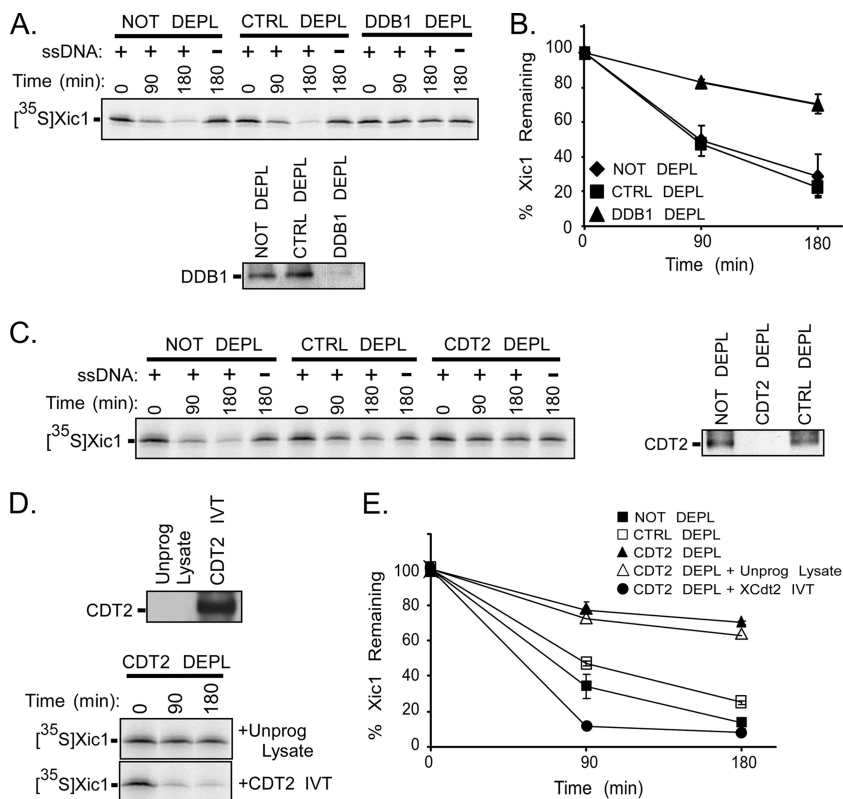 A.
NOT DEPL CTRL DEPL DDB1 DEPL
ssDNA: + + + - + + + - + + + -
Time (min): 0 90 180 180 0 90 180 180 0 90 180 180
[35S]Xic1
NOT DEPL
CTRL DEPL
DDB1 DEPL
DDB1
B.
% Xic1 Remaining
100
80
60
40
20
0
0 90 180
Time (min)
NOT DEPL
CTRL DEPL
DDB1 DEPL
C.
NOT DEPL CTRL DEPL CDT2 DEPL
ssDNA: + + + - + + + - + + + -
Time (min): 0 90 180 180 0 90 180 180 0 90 180 180
[35S]Xic1
NOT DEPL
CDT2 DEPL
CTRL DEPL
CDT2
D.
Unprog Lysate
CDT2 IVT
CDT2
CDT2 DEPL
Time (min): 0 90 180
[35S]Xic1 +Unprog Lysate
[35S]Xic1 +CDT2 IVT
E.
NOT DEPL
CTRL DEPL
CDT2 DEPL
CDT2 DEPL + Unprog Lysate
CDT2 DEPL + XCdt2 IVT
% Xic1 Remaining
100
80
60
40
20
0
0 90 180
Time (min)